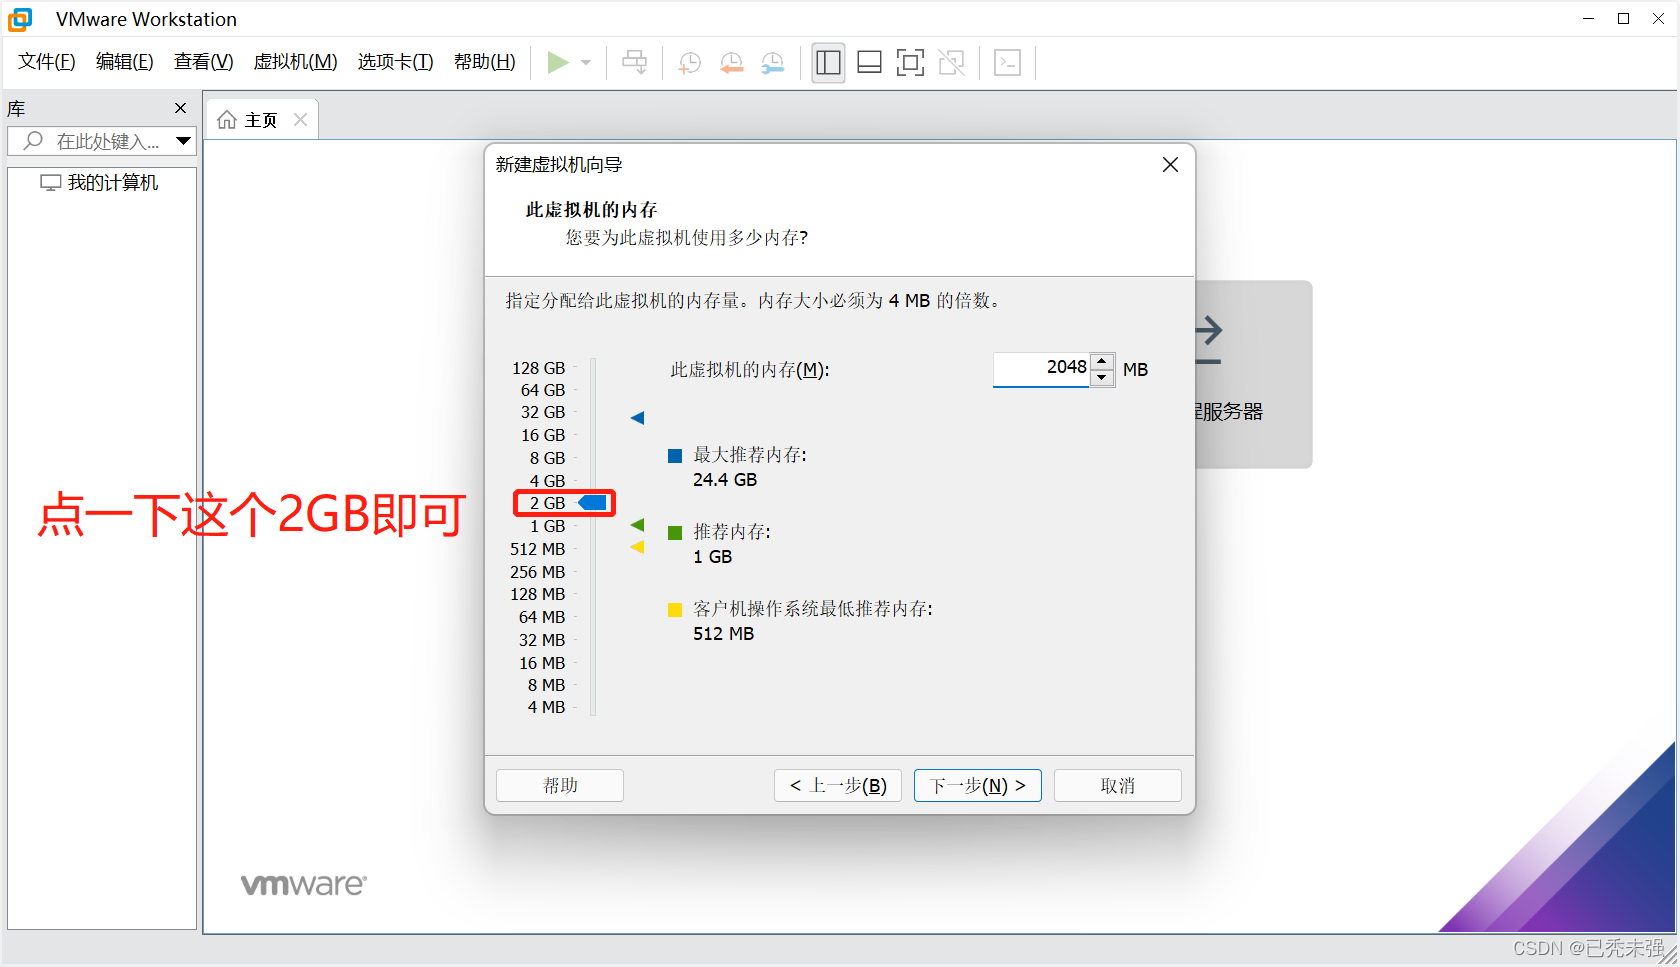 VMware Workstation
文件(F) 编辑(E) 查看(V) 虚拟机(M) 选项卡(T) 帮助(H)
库
在此处键入...
我的计算机
主页
新建虚拟机向导
此虚拟机的内存
您要为此虚拟机使用多少内存?
指定分配给此虚拟机的内存量。内存大小必须为 4 MB 的倍数。
128 GB
64 GB
32 GB
16 GB
8 GB
4 GB
2 GB
1 GB
512 MB
256 MB
128 MB
64 MB
32 MB
16 MB
8 MB
4 MB
此虚拟机的内存(M): 2048 MB
最大推荐内存:
24.4 GB
推荐内存:
1 GB
客户机操作系统最低推荐内存:
512 MB
点一下这个2GB即可
服务器
帮助 < 上一步(B) 下一步(N) > 取消
vmware
CSDN @已秃未强